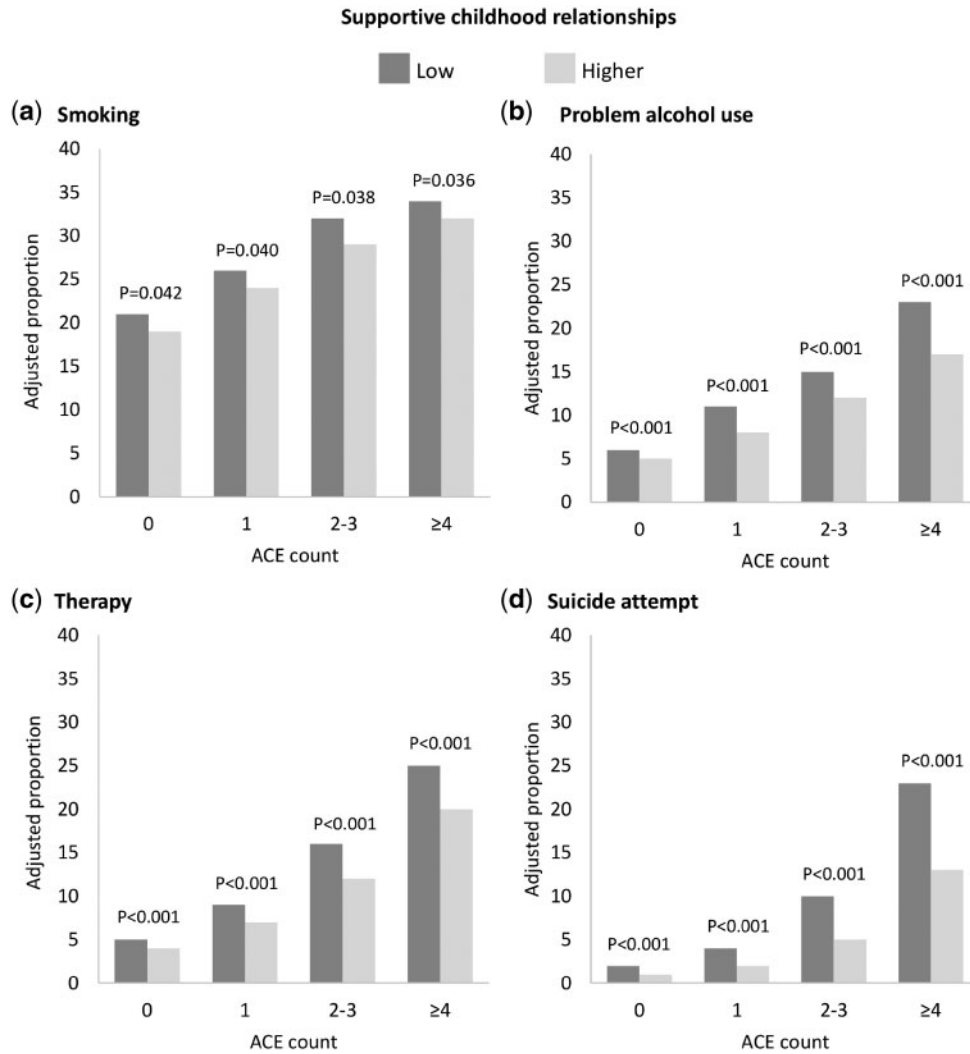 Supportive childhood relationships
Low Higher
(a) Smoking
Adjusted proportion
40
35
30
25
20
15
10
5
0
P=0.042
P=0.040
P=0.038
P=0.036
0 1 2-3 ≥4
ACE count
(b) Problem alcohol use
Adjusted proportion
40
35
30
25
20
15
10
5
0
P<0.001
P<0.001
P<0.001
P<0.001
0 1 2-3 ≥4
ACE count
(c) Therapy
Adjusted proportion
40
35
30
25
20
15
10
5
0
P<0.001
P<0.001
P<0.001
P<0.001
0 1 2-3 ≥4
ACE count
(d) Suicide attempt
Adjusted proportion
40
35
30
25
20
15
10
5
0
P<0.001
P<0.001
P<0.001
P<0.001
0 1 2-3 ≥4
ACE count